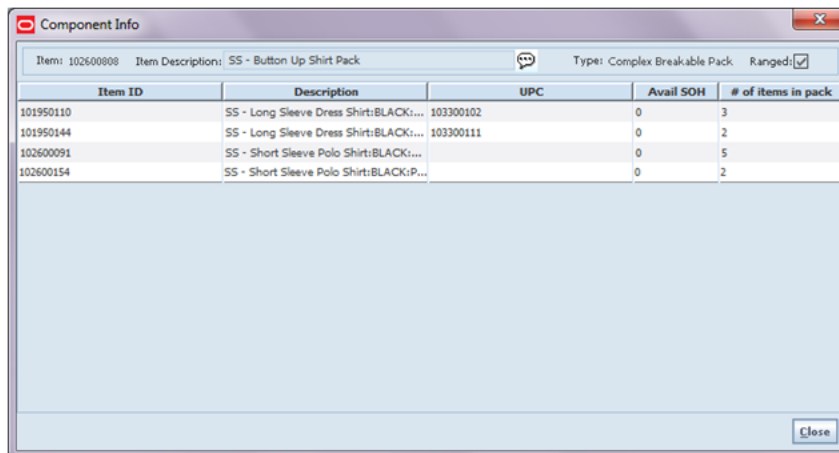 Component Info
Item: 102600808 Item Description: SS - Button Up Shirt Pack Type: Complex Breakable Pack Ranged:
Item ID Description UPC Avail SOH # of items in pack
101950110 SS - Long Sleeve Dress Shirt:BLACK:... 103300102 0 3
101950144 SS - Long Sleeve Dress Shirt:BLACK:... 103300111 0 2
102600091 SS - Short Sleeve Polo Shirt:BLACK:... 0 5
102600154 SS - Short Sleeve Polo Shirt:BLACK:P... 0 2
Close